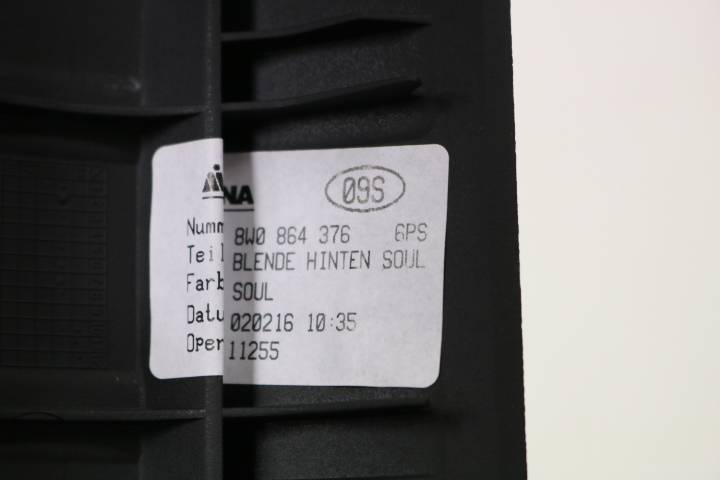 NA 09S
Numm 8W0 864 376 6PS
Teil BLENDE HINTEN SOUL
Farb SOUL
Datu 020216 10:35
Oper 11255